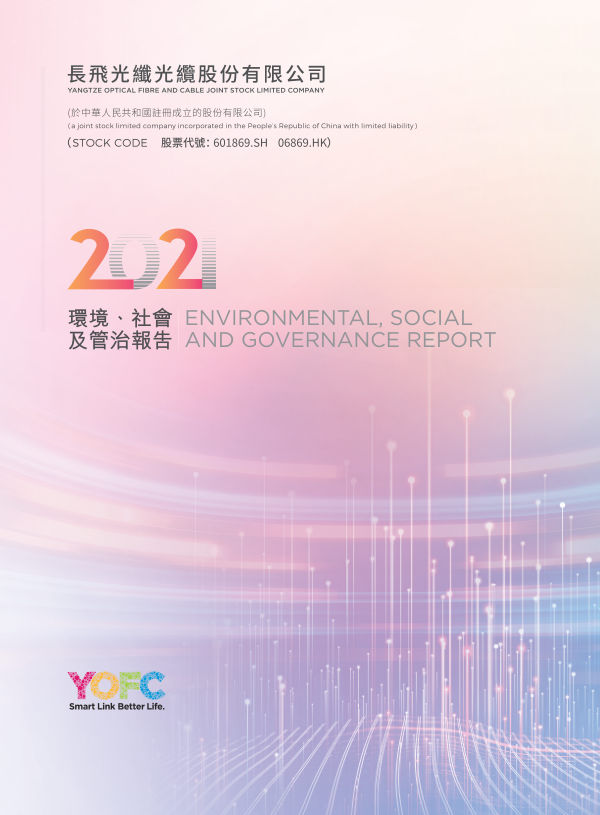 長飛光纖光纜股份有限公司
YANGTZE OPTICAL FIBRE AND CABLE JOINT STOCK LIMITED COMPANY
(於中華人民共和國註冊成立的股份有限公司)
(a joint stock limited company incorporated in the People's Republic of China with limited liability)
(STOCK CODE 股票代號: 601869.SH 06869.HK)
2021
環境、社會
及管治報告
ENVIRONMENTAL, SOCIAL
AND GOVERNANCE REPORT
YOFC
Smart Link Better Life.